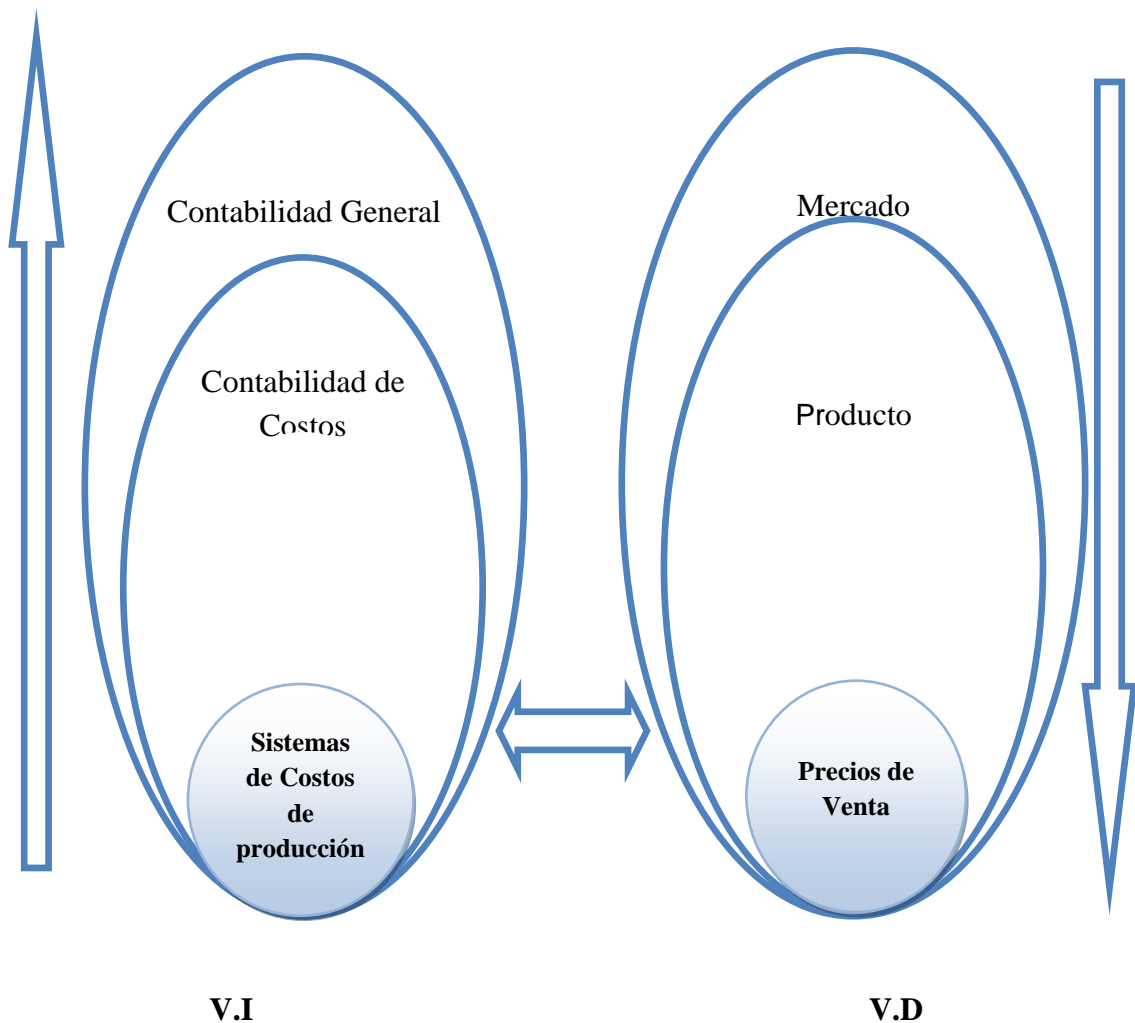 Contabilidad General
Contabilidad de
Costos
Sistemas
de Costos
de
producción
Mercado
Producto
Precios de
Venta
V.I
V.D